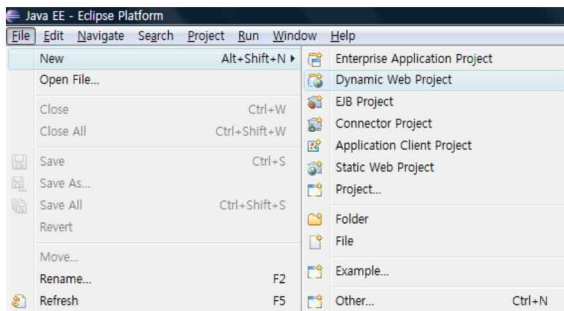 Java EE - Eclipse Platform
File Edit Navigate Search Project Run Window Help
New Alt+Shift+N
Open File...
Close Ctrl+W
Close All Ctrl+Shift+W
Save Ctrl+S
Save As...
Save All Ctrl+Shift+S
Revert
Move...
Rename... F2
Refresh F5
Enterprise Application Project
Dynamic Web Project
EJB Project
Connector Project
Application Client Project
Static Web Project
Project...
Folder
File
Example...
Other... Ctrl+N